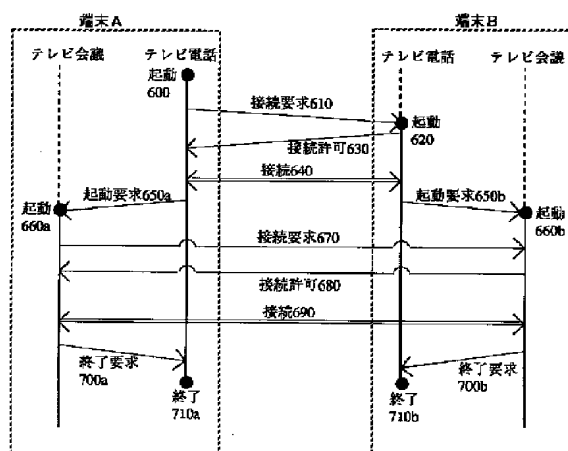 端末A
端末B
テレビ会議
テレビ電話
テレビ電話
テレビ会議
起動
600
接続要求610
起動
620
接続許可630
接続640
起動要求650a
起動要求650b
起動
660a
起動
660b
接続要求670
接続許可680
接続690
終了要求
700a
終了要求
700b
終了
710a
終了
710b